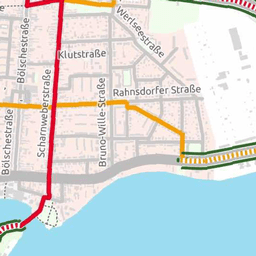 Werlseestraße
Klutstraße
Bölschestraße
Rahnsdorfer Straße
Scharnweberstraße
Bruno-Wille-Straße
Bölschestraße